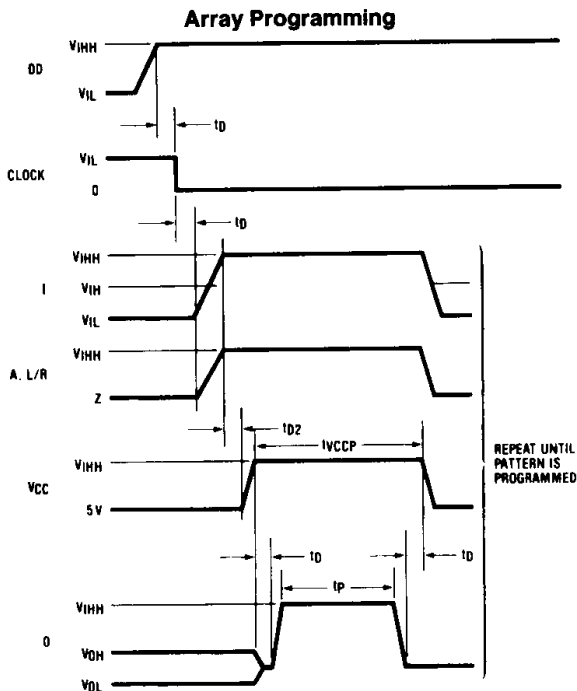 Array Programming
VIHH
OD
VIL
tD
VIL
CLOCK
0
tD
VIHH
I VIH
VIL
VIHH
A. L/R
Z
tD2
tVCCP
VIHH
VCC
5V
REPEAT UNTIL
PATTERN IS
PROGRAMMED
tD
tD
tP
VIHH
O
VOH
VOL